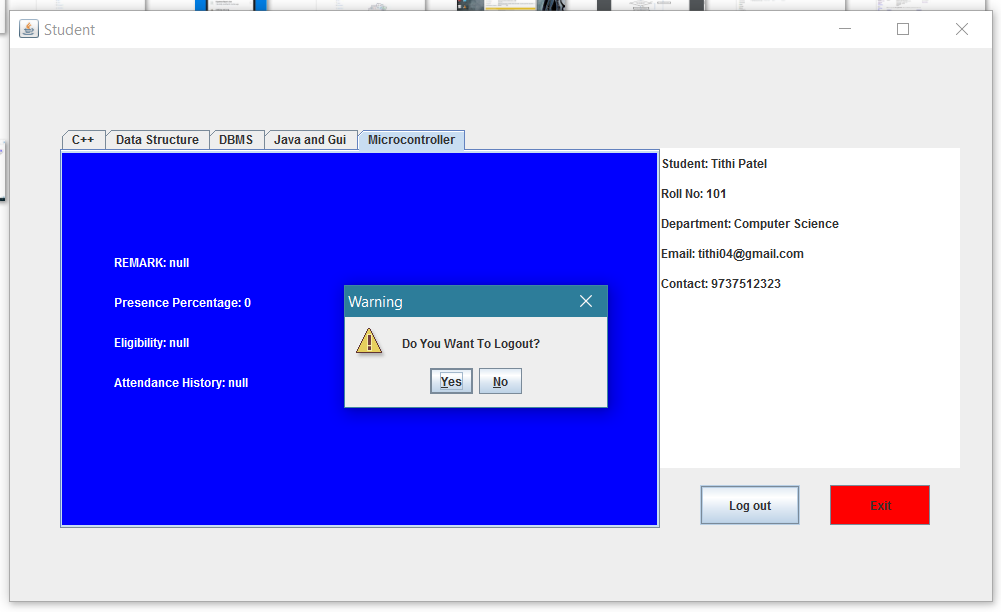 Student
C++ Data Structure DBMS Java and Gui Microcontroller
Student: Tithi Patel
Roll No: 101
Department: Computer Science
Email: tithi04@gmail.com
Contact: 9737512323
REMARK: null
Presence Percentage: 0
Eligibility: null
Attendance History: null
Warning
Do You Want To Logout?
Yes No
Log out Exit